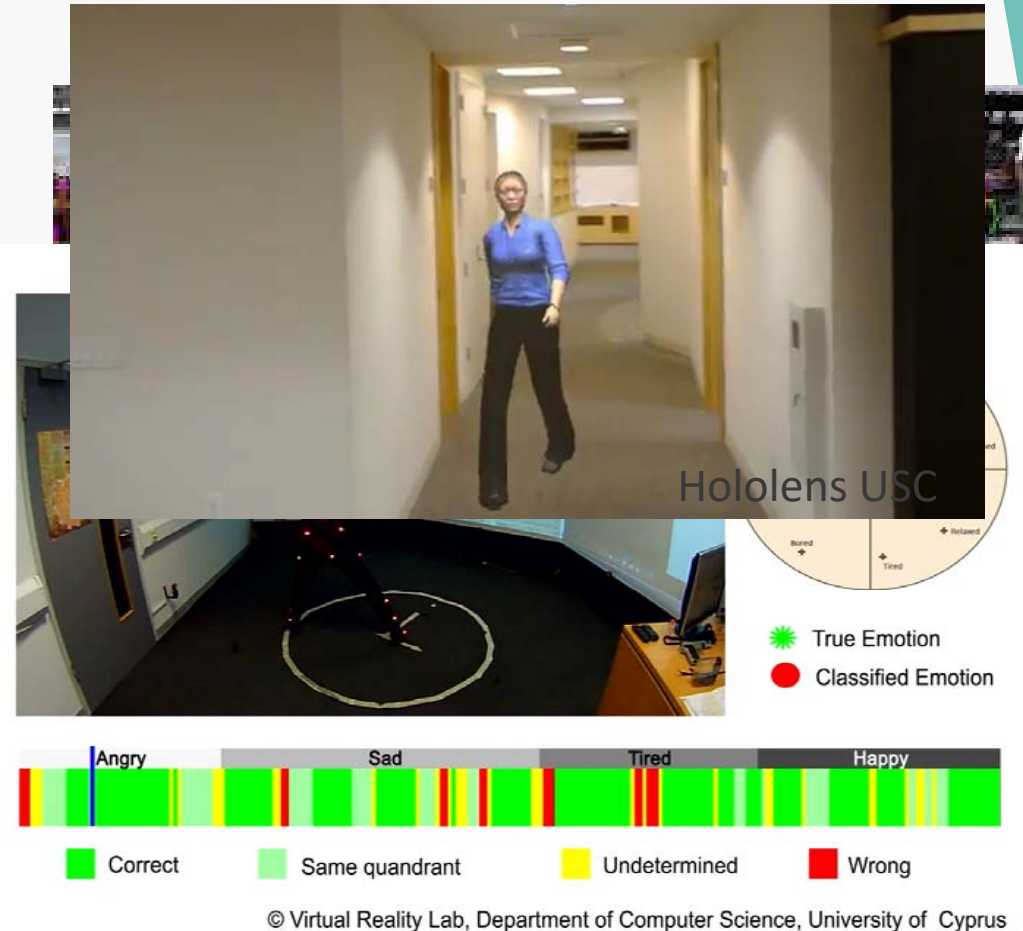 Hololens USC
Bored
Relaxed
Tired
True Emotion
Classified Emotion
Angry Sad Tired Happy
Correct Same quandrant Undetermined Wrong
© Virtual Reality Lab, Department of Computer Science, University of Cyprus